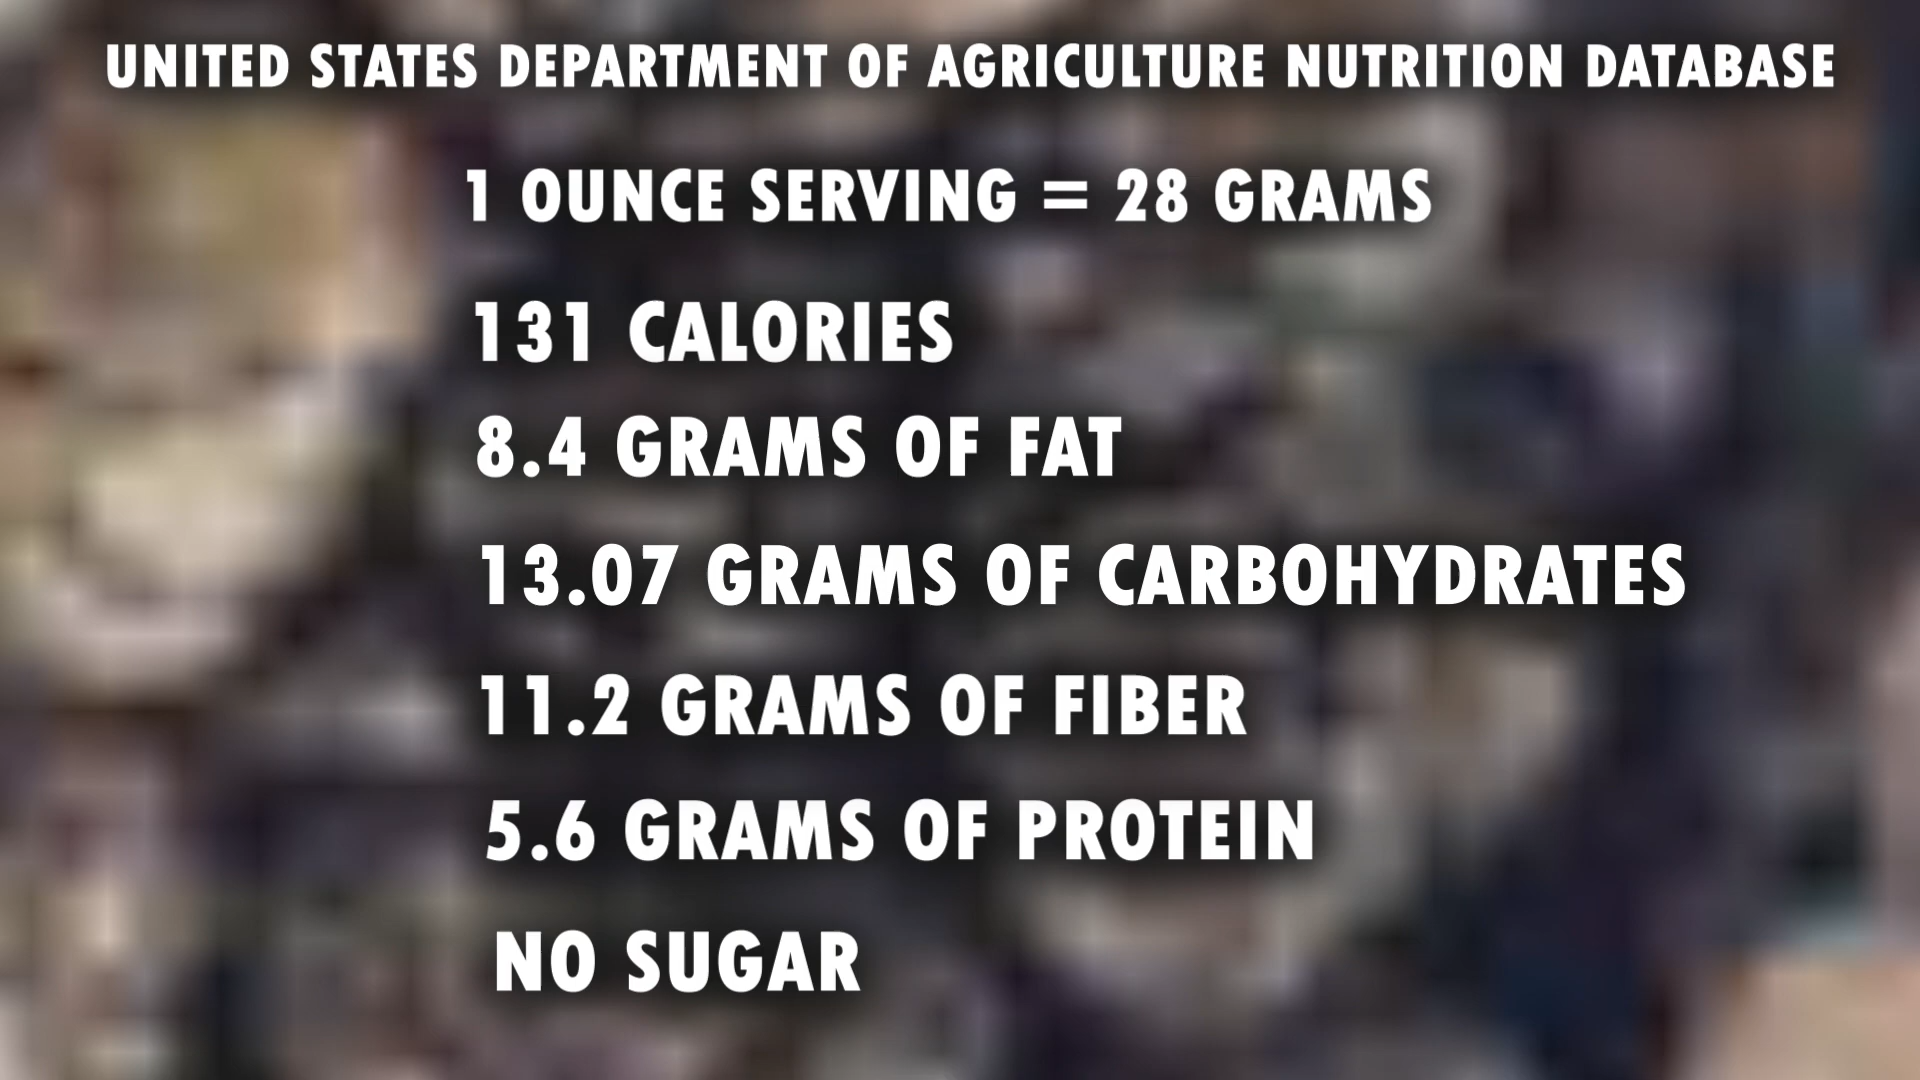 UNITED STATES DEPARTMENT OF AGRICULTURE NUTRITION DATABASE
1 OUNCE SERVING = 28 GRAMS
131 CALORIES
8.4 GRAMS OF FAT
13.07 GRAMS OF CARBOHYDRATES
11.2 GRAMS OF FIBER
5.6 GRAMS OF PROTEIN
NO SUGAR